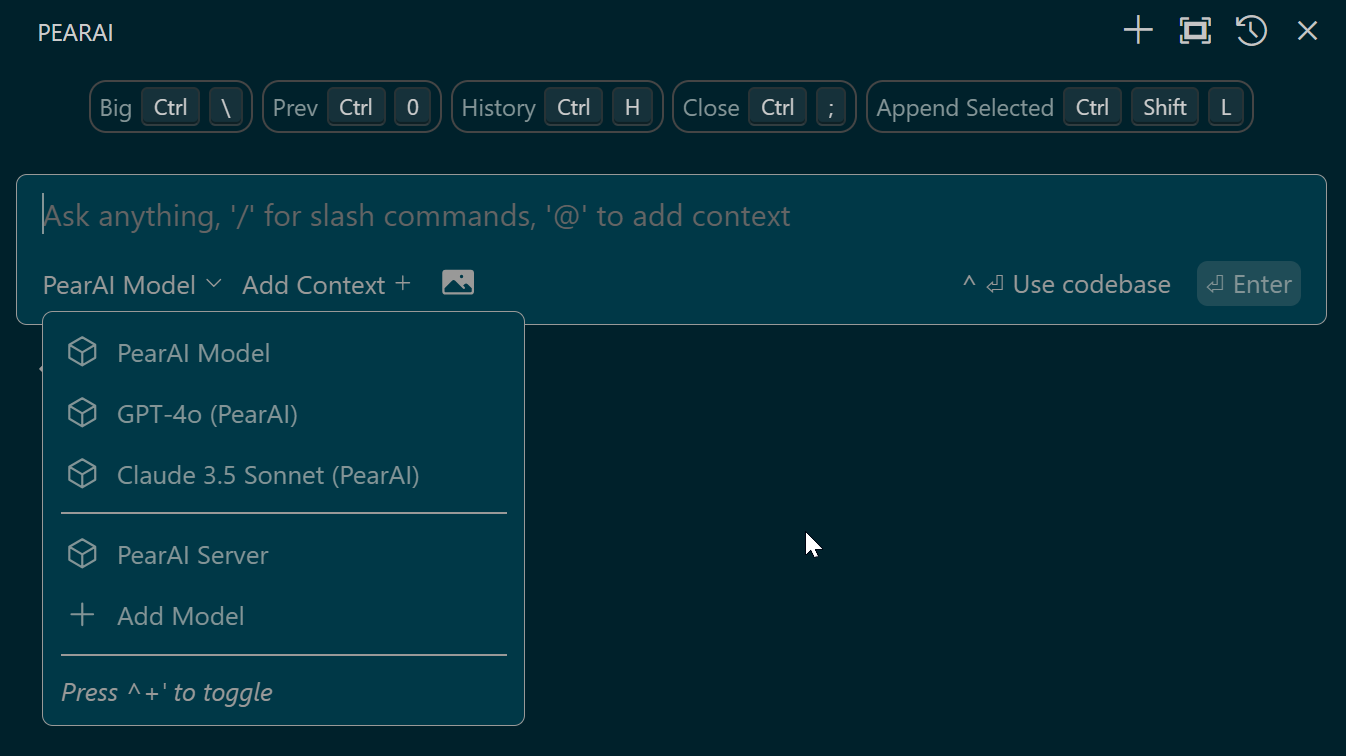 PEARAI
Big Ctrl \ Prev Ctrl 0 History Ctrl H Close Ctrl ; Append Selected Ctrl Shift L
Ask anything, '/' for slash commands, '@' to add context
PearAI Model Add Context + ^ ⏎ Use codebase ⏎ Enter
PearAI Model
GPT-4o (PearAI)
Claude 3.5 Sonnet (PearAI)
PearAI Server
+ Add Model
Press ^+' to toggle